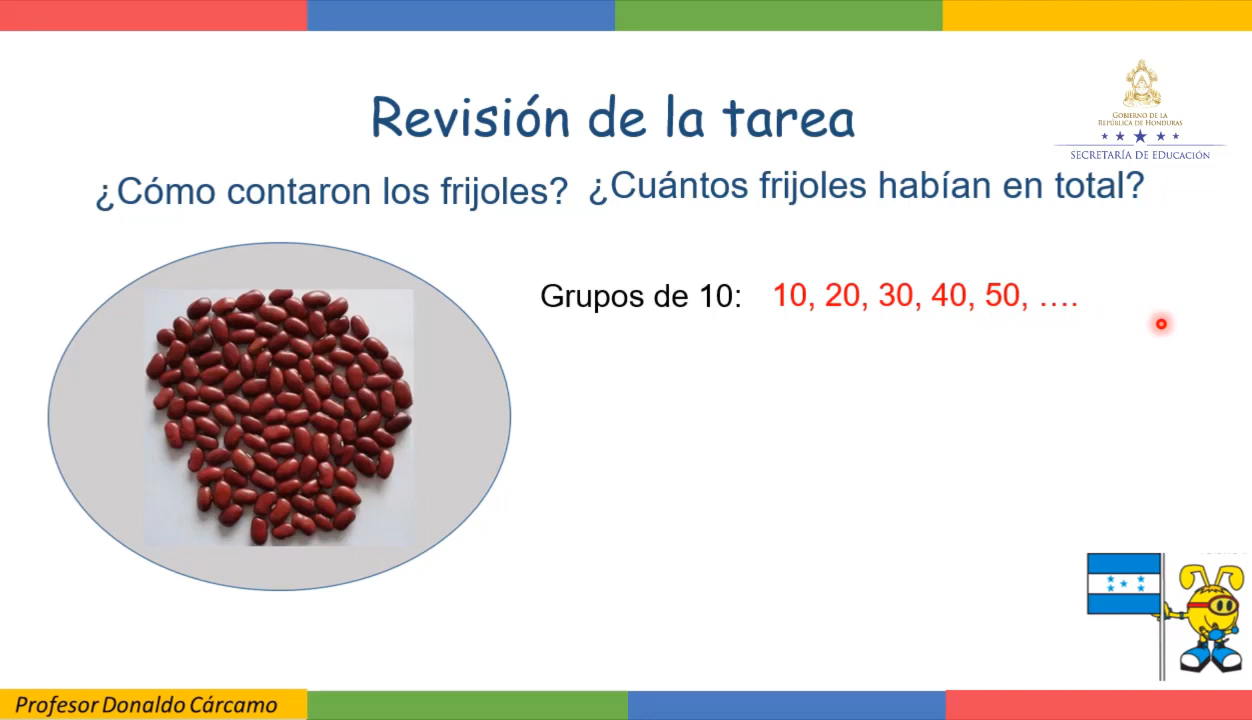 Revisión de la tarea
GOBIERNO DE LA
REPÚBLICA DE HONDURAS
SECRETARÍA DE EDUCACIÓN
¿Cómo contaron los frijoles? ¿Cuántos frijoles habían en total?
Grupos de 10: 10, 20, 30, 40, 50, ....
Profesor Donaldo Cárcamo